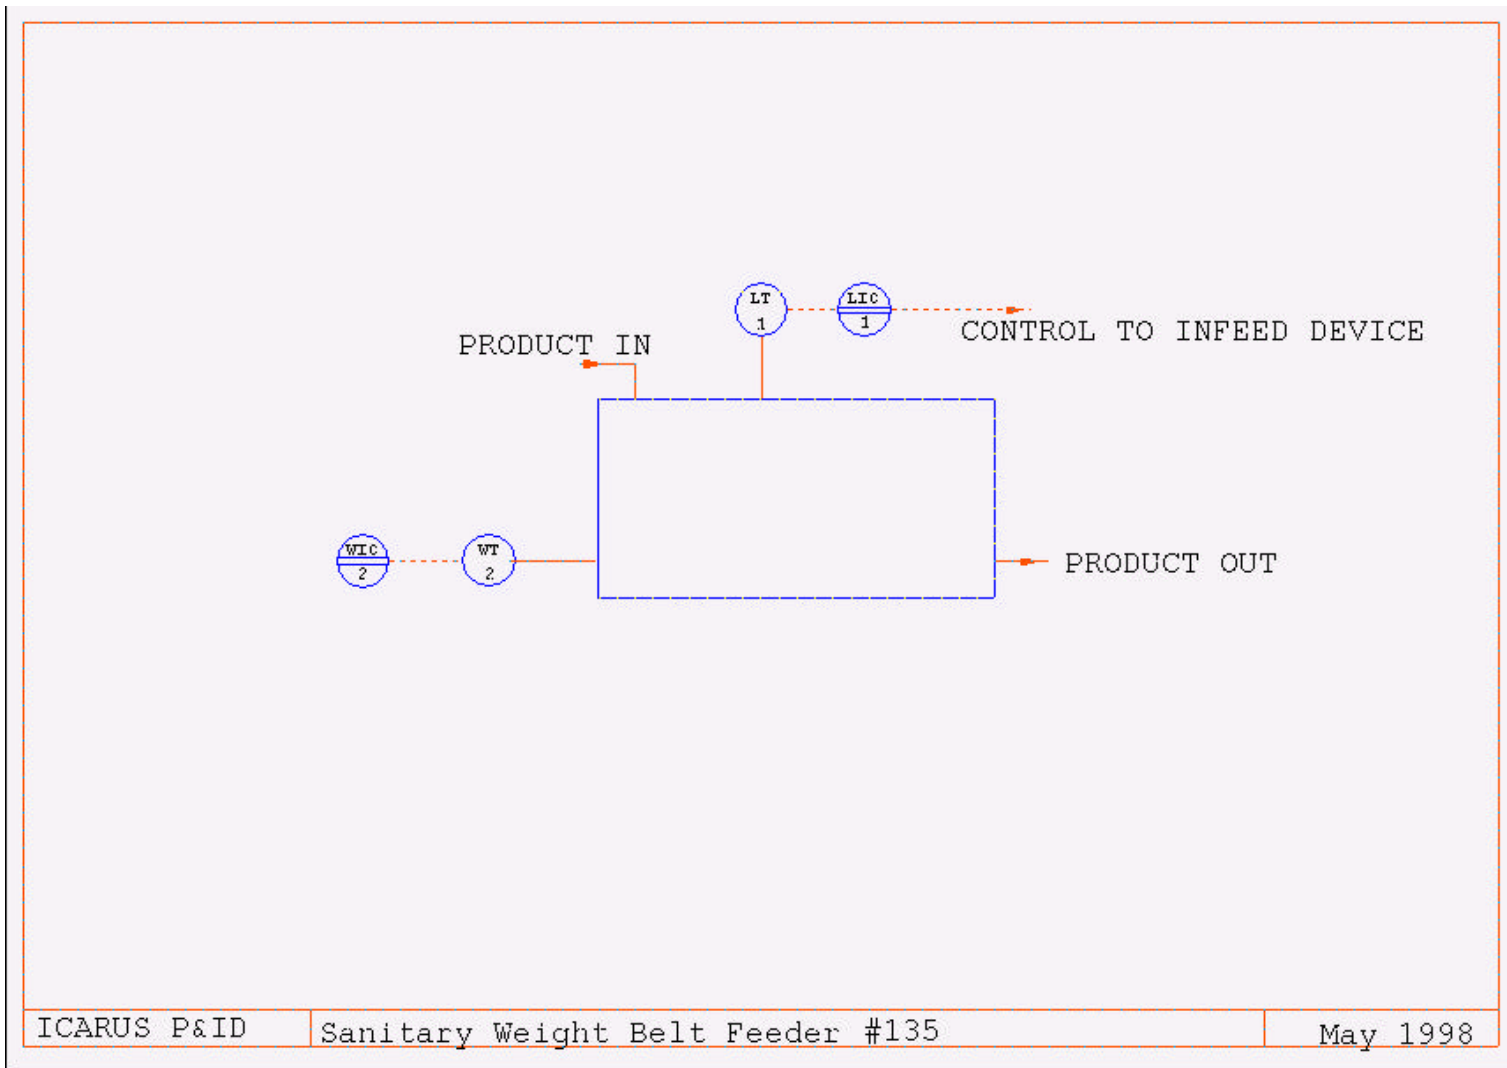 LT
1
LIC
1
CONTROL TO INFEED DEVICE
PRODUCT IN
WIC
2
WT
2
PRODUCT OUT
ICARUS P&ID
Sanitary Weight Belt Feeder #135
May 1998